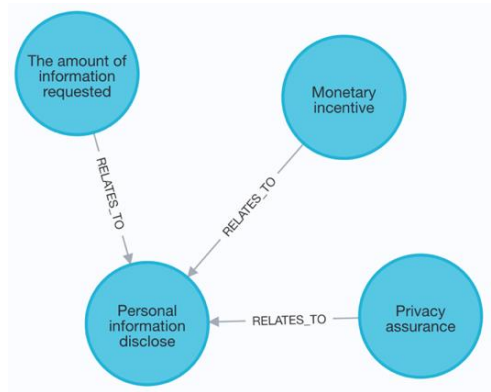 The amount of
information
requested
Monetary
incentive
RELATES_TO
RELATES_TO
Personal
information
disclose
RELATES_TO
Privacy
assurance